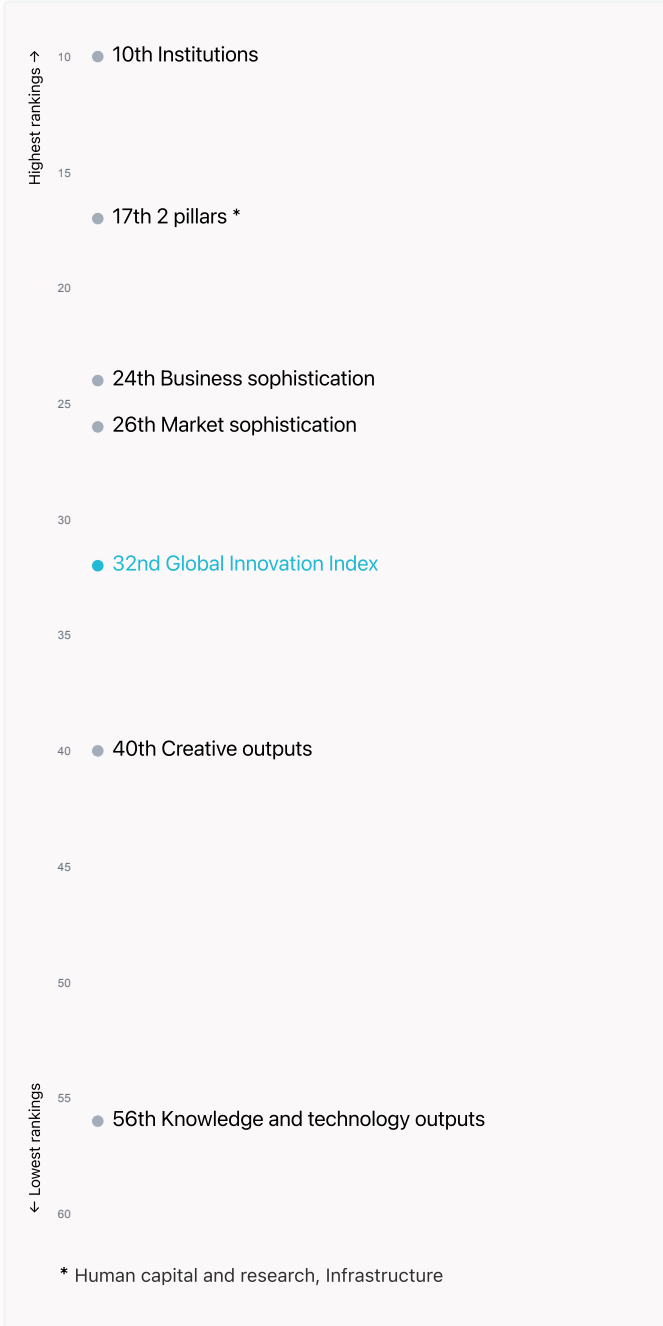 Highest rankings →
10
10th Institutions
15
17th 2 pillars *
20
24th Business sophistication
25
26th Market sophistication
30
32nd Global Innovation Index
35
40
40th Creative outputs
45
50
55
56th Knowledge and technology outputs
← Lowest rankings
60
* Human capital and research, Infrastructure